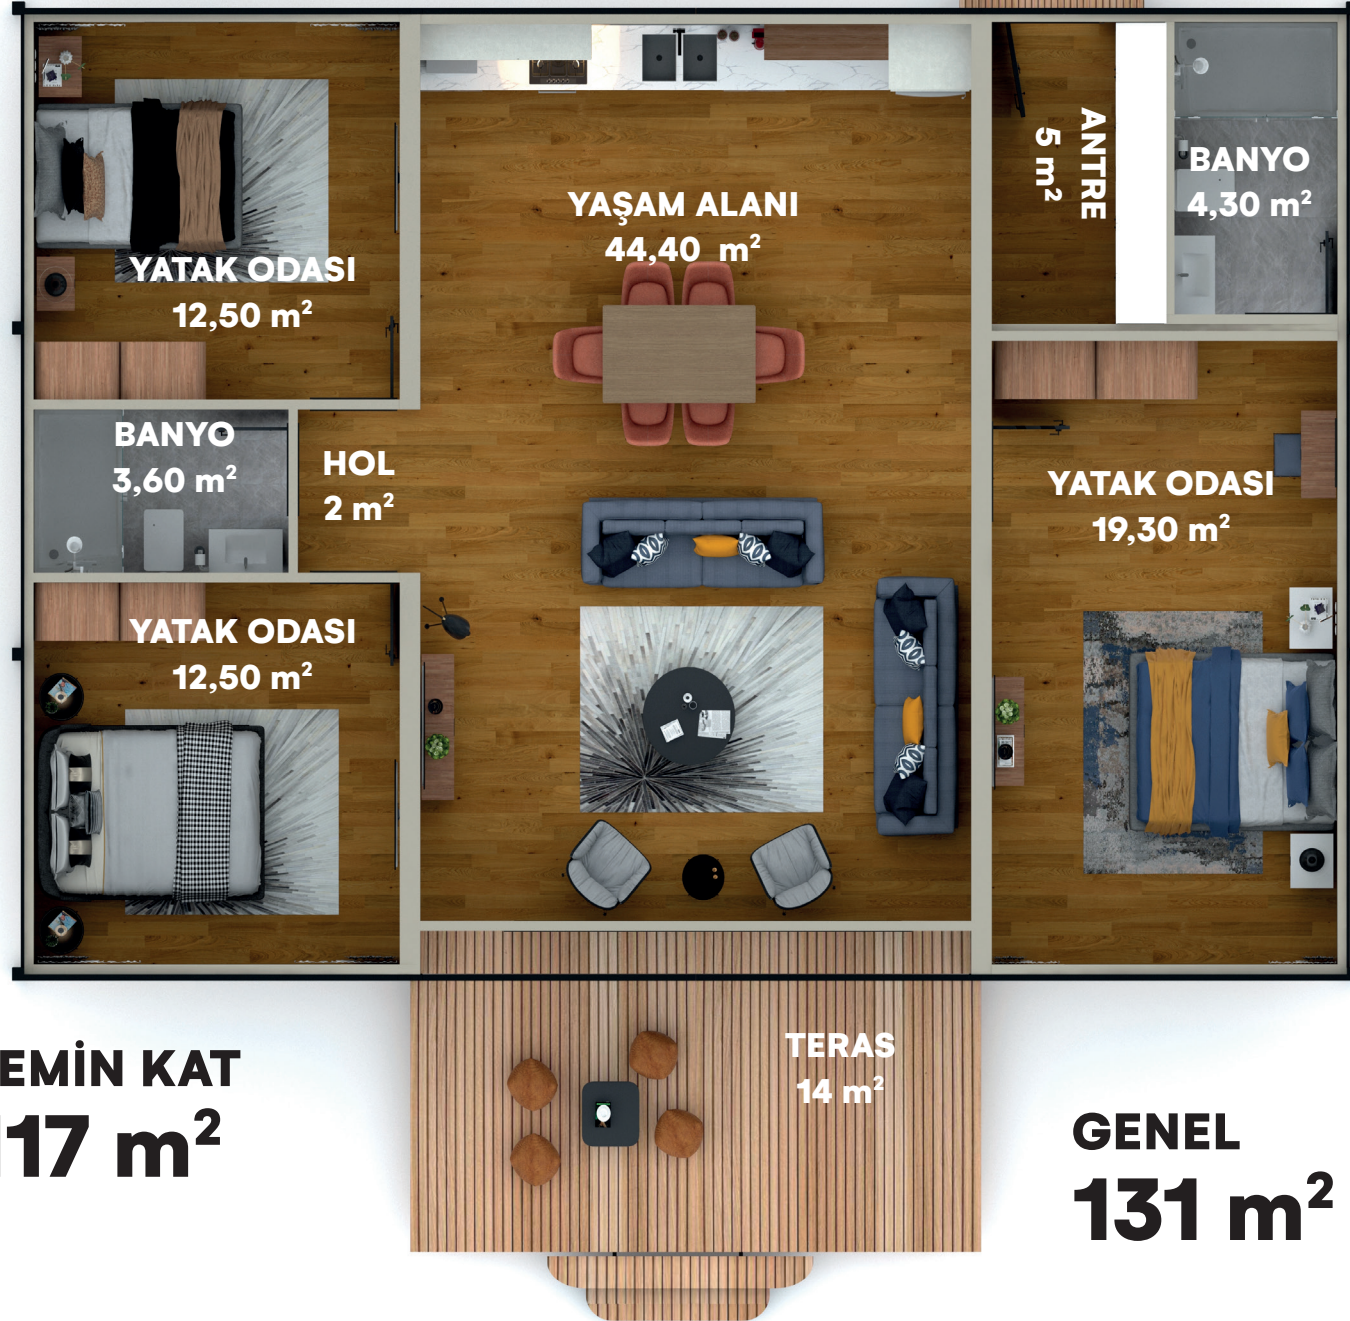 YAŞAM ALANI
44,40 m²
ANTRE
5 m²
BANYO
4,30 m²
YATAK ODASI
12,50 m²
BANYO
3,60 m²
HOL
2 m²
YATAK ODASI
19,30 m²
YATAK ODASI
12,50 m²
TERAS
14 m²
EMİN KAT
17 m²
GENEL
131 m²